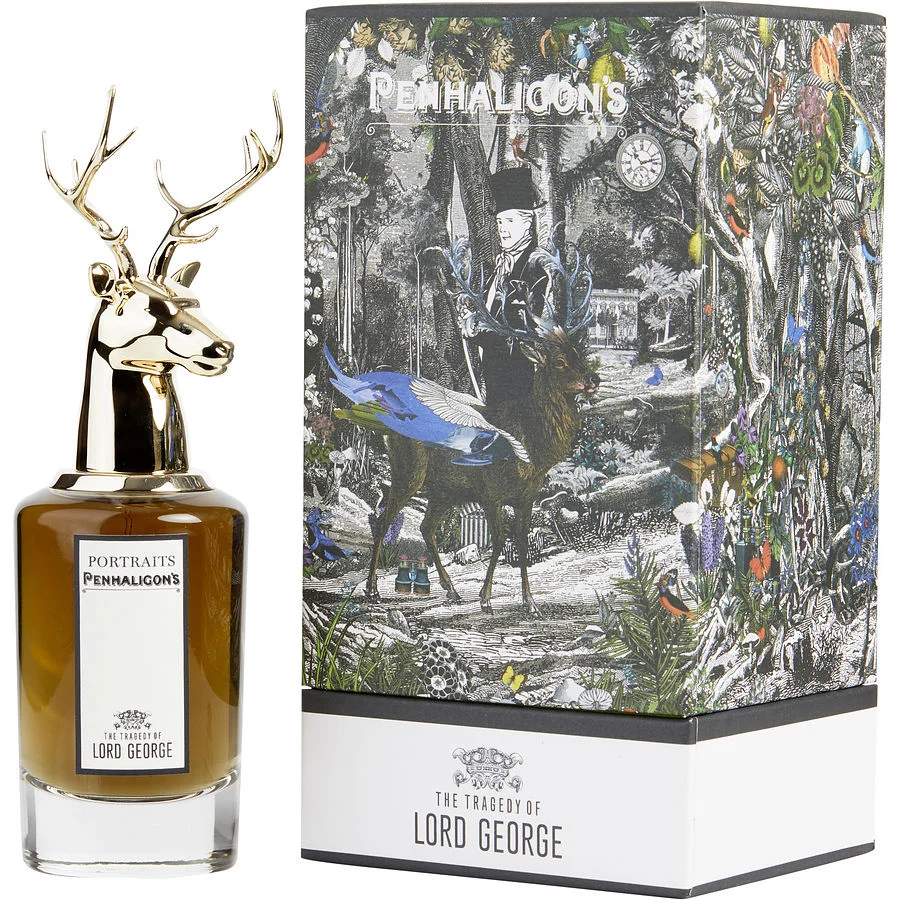 PORTRAITS
PENHALIGON'S
THE TRAGEDY OF
LORD GEORGE
PENHALIGON'S
THE TRAGEDY OF
LORD GEORGE